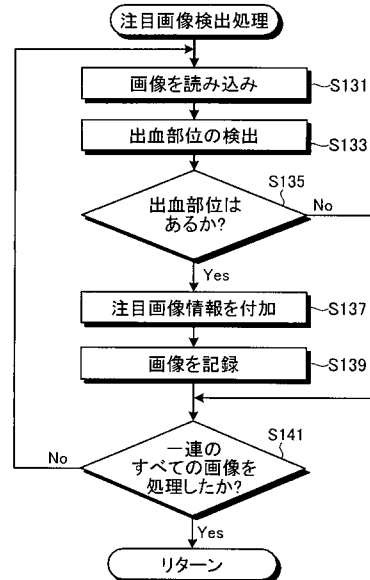 注目画像検出処理
画像を読み込み
S131
出血部位の検出
S133
S135
出血部位は
あるか?
No
Yes
注目画像情報を付加
S137
画像を記録
S139
S141
一連の
すべての画像を
処理したか?
No
Yes
リターン